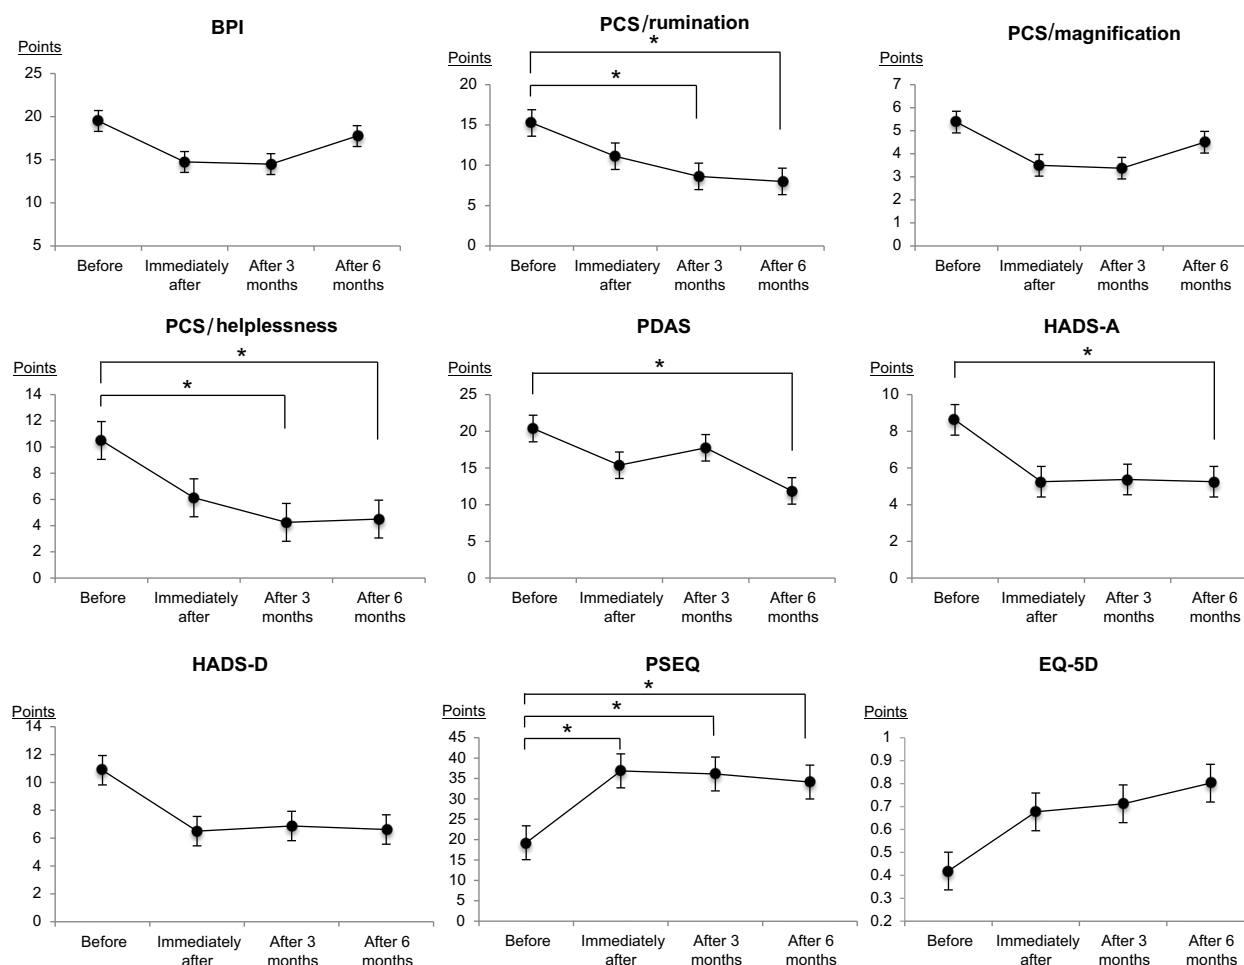 BPI
Points
25
20
15
10
5
Before
Immediately after
After 3 months
After 6 months
PCS/rumination
Points
*
*
20
15
10
5
0
Before
Immediatery after
After 3 months
After 6 months
PCS/magnification
Points
7
6
5
4
3
2
1
0
Before
Immediately after
After 3 months
After 6 months
PCS/helplessness
Points
*
*
14
12
10
8
6
4
2
0
Before
Immediately after
After 3 months
After 6 months
PDAS
Points
*
25
20
15
10
5
0
Before
Immediately after
After 3 months
After 6 months
HADS-A
Points
*
10
8
6
4
2
0
Before
Immediately after
After 3 months
After 6 months
HADS-D
Points
14
12
10
8
6
4
2
0
Before
Immediately after
After 3 months
After 6 months
PSEQ
Points
*
*
*
45
40
35
30
25
20
15
10
5
0
Before
Immediately after
After 3 months
After 6 months
EQ-5D
Points
1
0.9
0.8
0.7
0.6
0.5
0.4
0.3
0.2
Before
Immediately after
After 3 months
After 6 months